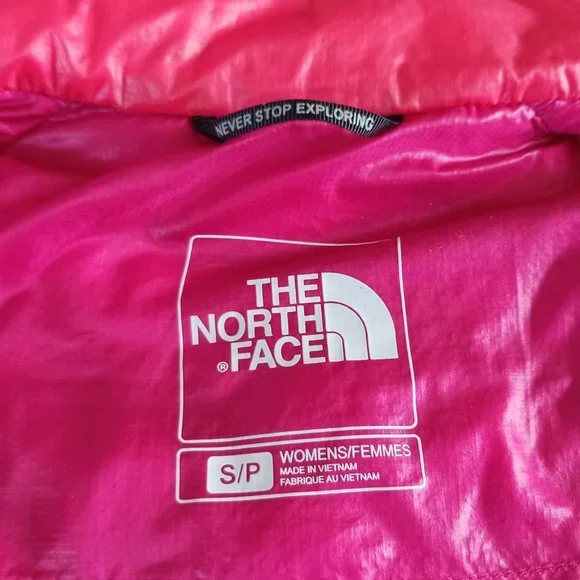 NEVER STOP EXPLORING
THE
NORTH
® FACE
S/P
WOMENS/FEMMES
MADE IN VIETNAM
FABRIQUE AU VIETNAM